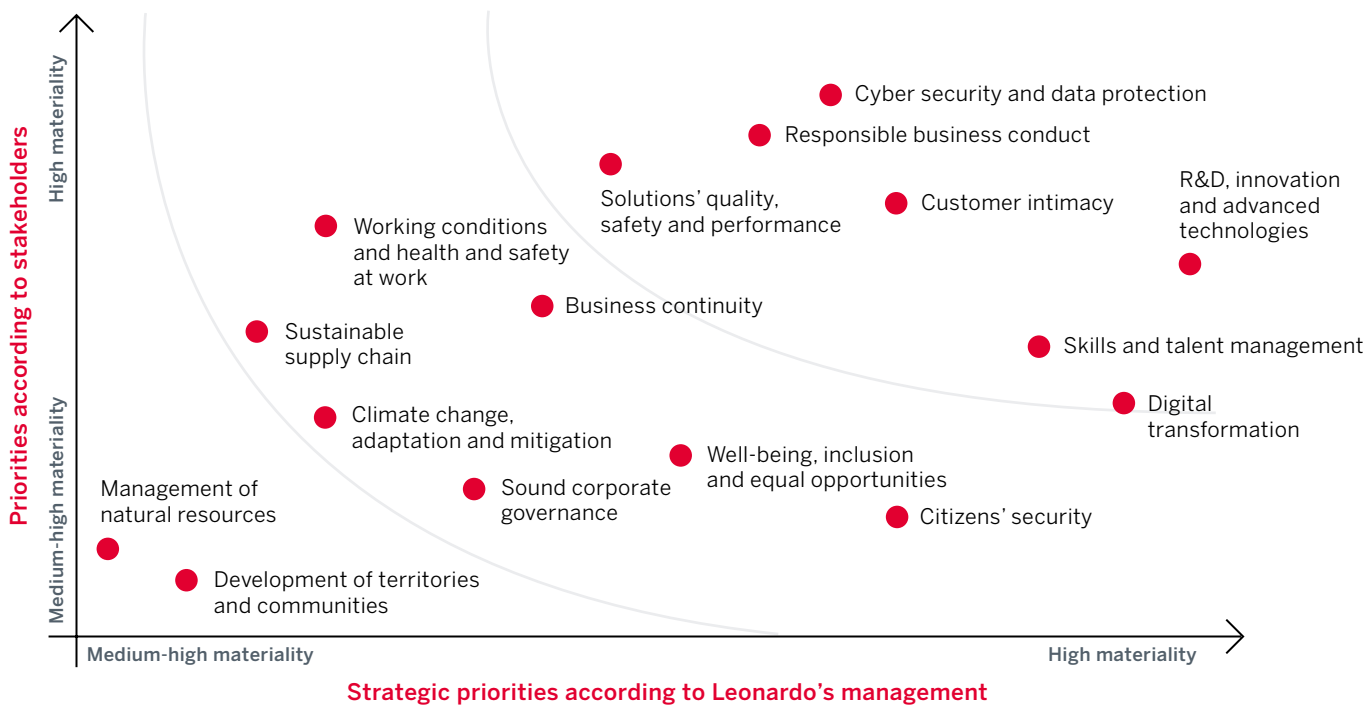 Priorities according to stakeholders
High materiality
Medium-high materiality
Cyber security and data protection
Responsible business conduct
Solutions’ quality,
safety and performance
Customer intimacy
R&D, innovation
and advanced
technologies
Working conditions
and health and safety
at work
Business continuity
Sustainable
supply chain
Skills and talent management
Digital
transformation
Climate change,
adaptation and mitigation
Well-being, inclusion
and equal opportunities
Management of
natural resources
Sound corporate
governance
Citizens’ security
Development of territories
and communities
Medium-high materiality
High materiality
Strategic priorities according to Leonardo’s management